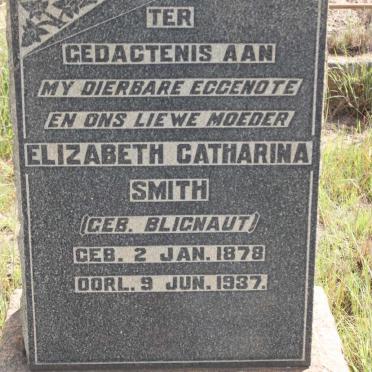 TER
GEDACTENIS AAN
MY DIERBARE EGGENOTE
EN ONS LIEWE MOEDER
ELIZABETH CATHARINA
SMITH
(GEB. BLIGNAUT)
GEB. 2 JAN. 1878
OORL. 9 JUN. 1937.